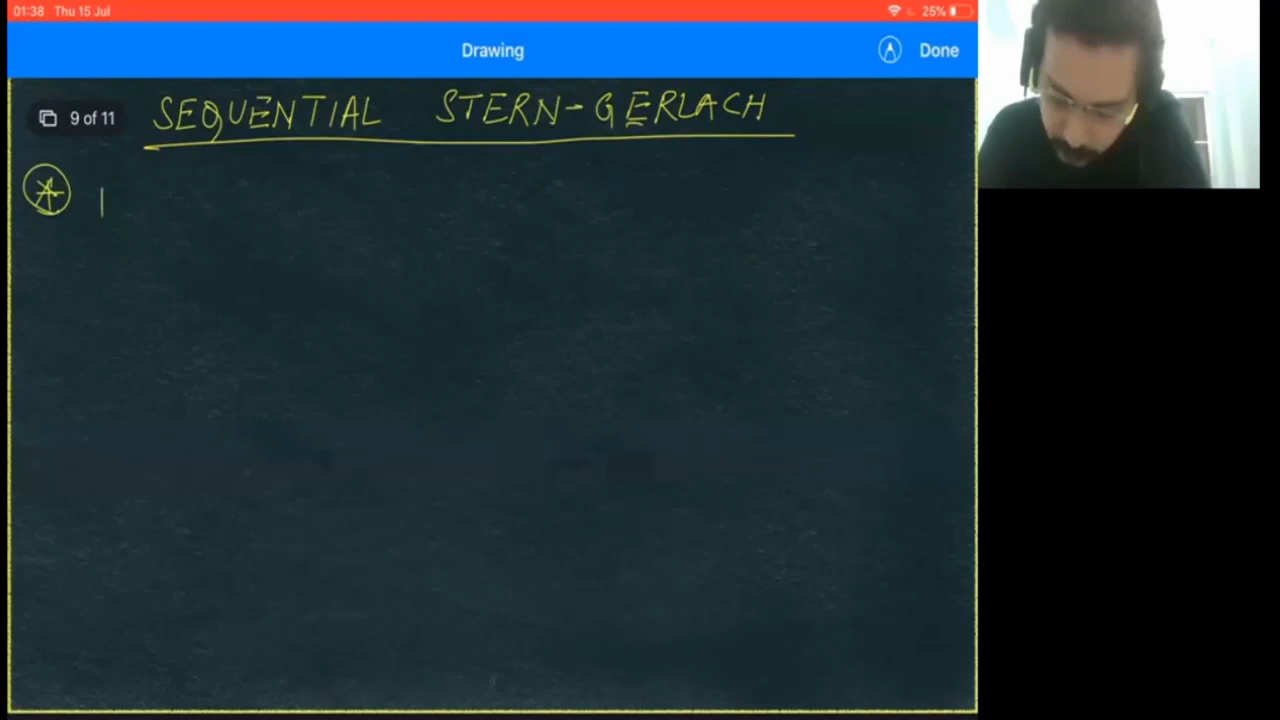 01:38 Thu 15 Jul 25%
Drawing Done
9 of 11 SEQUENTIAL STERN-GERLACH